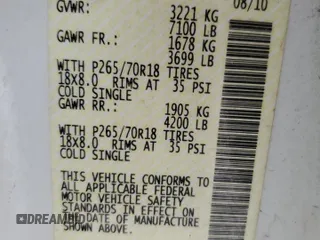 08/10
GVWR: 3221 KG
7100 LB
GAWR FR.: 1678 KG
3699 LB
WITH P265/70R18 TIRES
18X8.0 RIMS AT 35 PSI
COLD SINGLE
GAWR RR.: 1905 KG
4200 LB
WITH P265/70R18 TIRES
18X8.0 RIMS AT 35 PSI
COLD SINGLE
THIS VEHICLE CONFORMS TO
ALL APPLICABLE FEDERAL
MOTOR VEHICLE SAFETY
STANDARDS IN EFFECT ON
DATE OF MANUFACTURE
SHOWN ABOVE.
DREAMBID